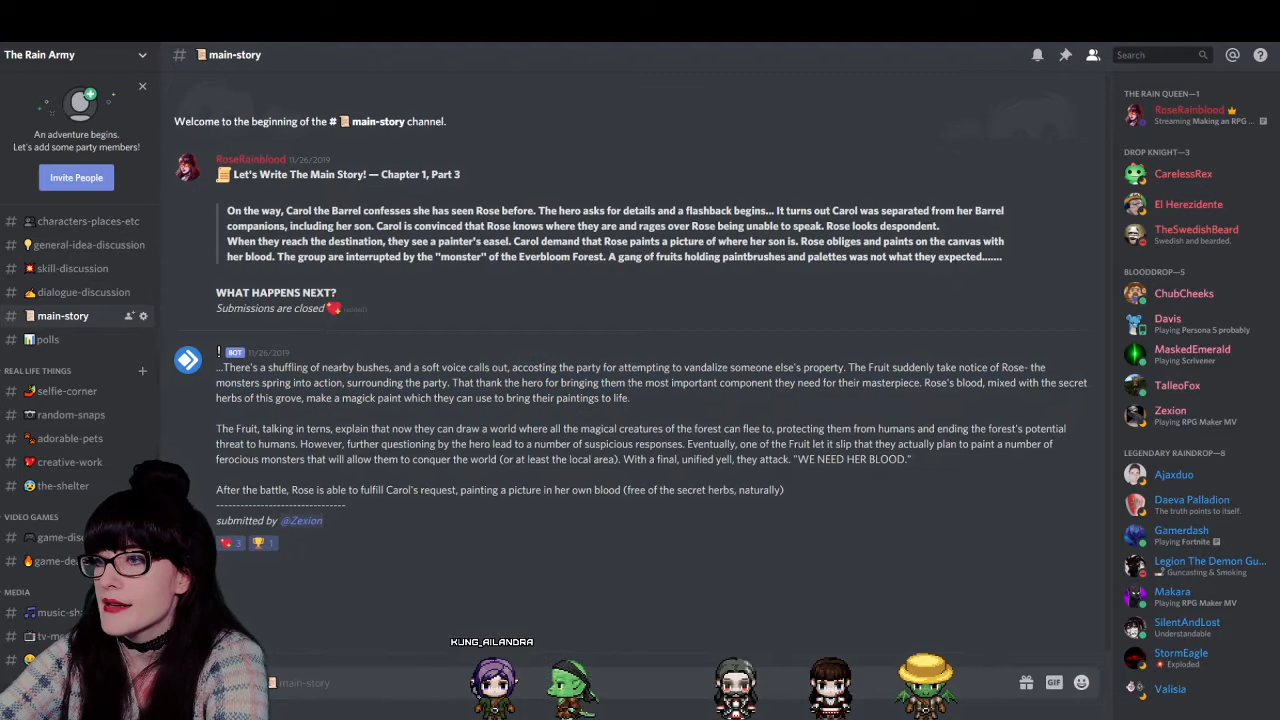 The Rain Army
An adventure begins.
Let's add some party members!
Invite People
# characters-places-etc
# general-idea-discussion
# skill-discussion
# dialogue-discussion
# main-story
# polls
REAL LIFE THINGS
# selfie-corner
# random-snaps
# adorable-pets
# creative-work
# the-shelter
VIDEO GAMES
# game-dis
# game-de
MEDIA
# music-sh
# tv-m
#
# main-story
Search
Welcome to the beginning of the # main-story channel.
RoseRainblood 11/26/2019
Let's Write The Main Story! — Chapter 1, Part 3
On the way, Carol the Barrel confesses she has seen Rose before. The hero asks for details and a flashback begins... It turns out Carol was separated from her Barrel
companions, including her son. Carol is convinced that Rose knows where they are and rages over Rose being unable to speak. Rose looks despondent.
When they reach the destination, they see a painter's easel. Carol demand that Rose paints a picture of where her son is. Rose obliges and paints on the canvas with
her blood. The group are interrupted by the "monster" of the Everbloom Forest. A gang of fruits holding paintbrushes and palettes was not what they expected.......
WHAT HAPPENS NEXT?
Submissions are closed (edited)
! BOT 11/26/2019
...There's a shuffling of nearby bushes, and a soft voice calls out, accosting the party for attempting to vandalize someone else's property. The Fruit suddenly take notice of Rose- the
monsters spring into action, surrounding the party. That thank the hero for bringing them the most important component they need for their masterpiece. Rose's blood, mixed with the secret
herbs of this grove, make a magick paint which they can use to bring their paintings to life.
The Fruit, talking in terns, explain that now they can draw a world where all the magical creatures of the forest can flee to, protecting them from humans and ending the forest's potential
threat to humans. However, further questioning by the hero lead to a number of suspicious responses. Eventually, one of the Fruit let it slip that they actually plan to paint a number of
ferocious monsters that will allow them to conquer the world (or at least the local area). With a final, unified yell, they attack. "WE NEED HER BLOOD."
After the battle, Rose is able to fulfill Carol's request, painting a picture in her own blood (free of the secret herbs, naturally)
------------------------------
submitted by @Zexion
3 1
KUNG_AILANDRA
main-story
GIF
THE RAIN QUEEN—1
RoseRainblood
Streaming Making an RPG ...
DROP KNIGHT—3
CarelessRex
El Herezidente
TheSwedishBeard
Swedish and bearded.
BLOODDROP—5
ChubCheeks
Davis
Playing Persona 5 probably
MaskedEmerald
Playing Scrivener
TalleoFox
Zexion
Playing RPG Maker MV
LEGENDARY RAINDROP—8
Ajaxduo
Daeva Palladion
The truth points to itself.
Gamerdash
Playing Fortnite
Legion The Demon Gu...
Guncasting & Smoking
Makara
Playing RPG Maker MV
SilentAndLost
Understandable
StormEagle
Exploded
Valisia